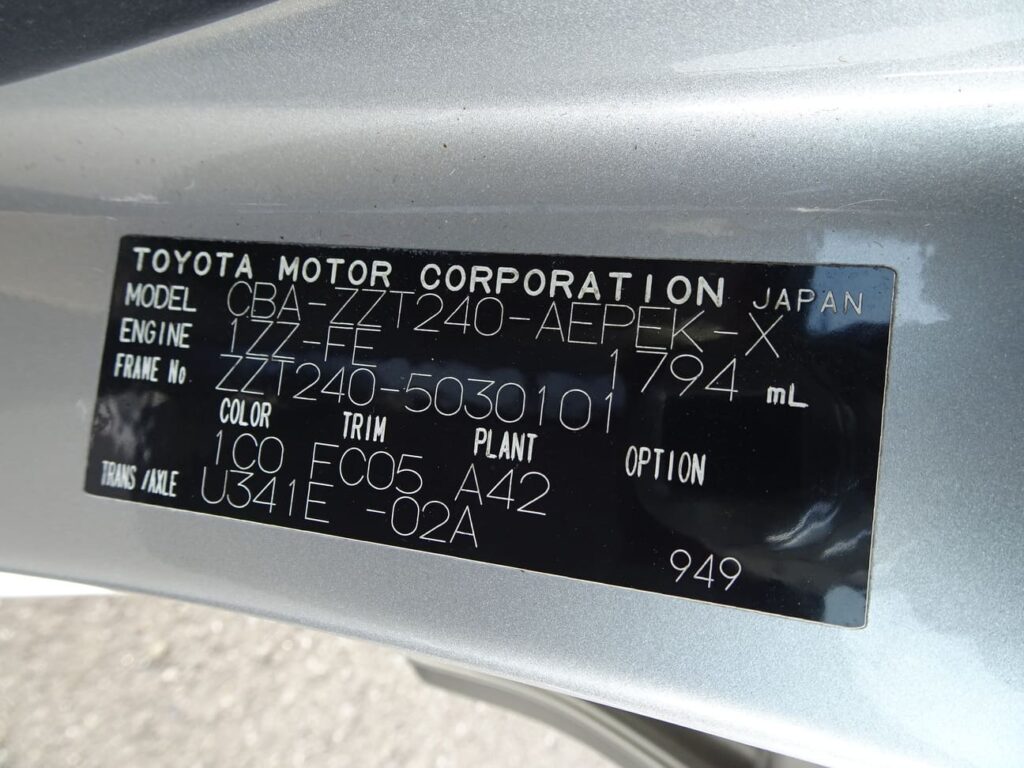 TOYOTA MOTOR CORPORATION JAPAN
MODEL CBA-ZZT240-AEPEK-X
ENGINE 1ZZ-FE 1794 mL
FRAME No ZZT240-5030101
COLOR TRIM PLANT OPTION
1C0 EC05 A42
TRANS/AXLE U341E -02A
949